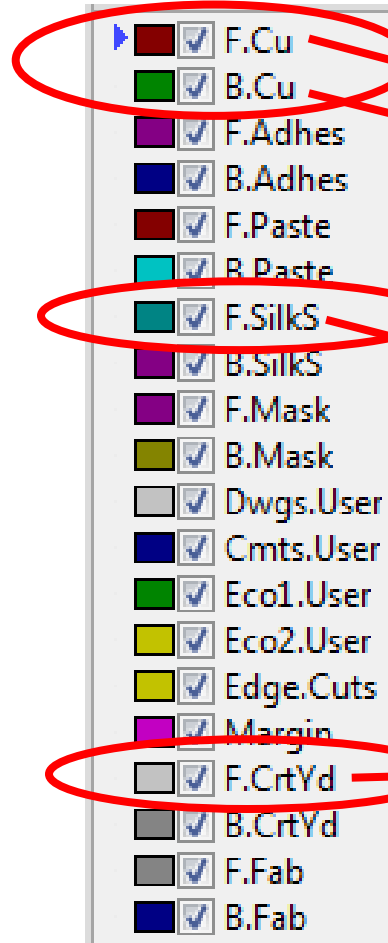 F.Cu
B.Cu
F.Adhes
B.Adhes
F.Paste
B.Paste
F.SilkS
B.SilkS
F.Mask
B.Mask
Dwgs.User
Cmts.User
Eco1.User
Eco2.User
Edge.Cuts
Margin
F.CrtYd
B.CrtYd
F.Fab
B.Fab